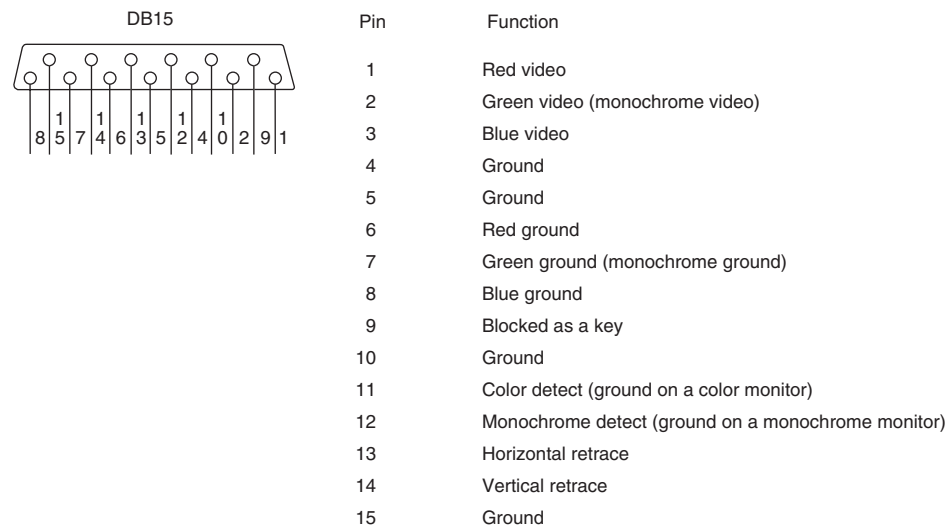 DB15
8 15 7 14 6 13 5 12 4 10 2 9 1
Pin Function
1 Red video
2 Green video (monochrome video)
3 Blue video
4 Ground
5 Ground
6 Red ground
7 Green ground (monochrome ground)
8 Blue ground
9 Blocked as a key
10 Ground
11 Color detect (ground on a color monitor)
12 Monochrome detect (ground on a monochrome monitor)
13 Horizontal retrace
14 Vertical retrace
15 Ground